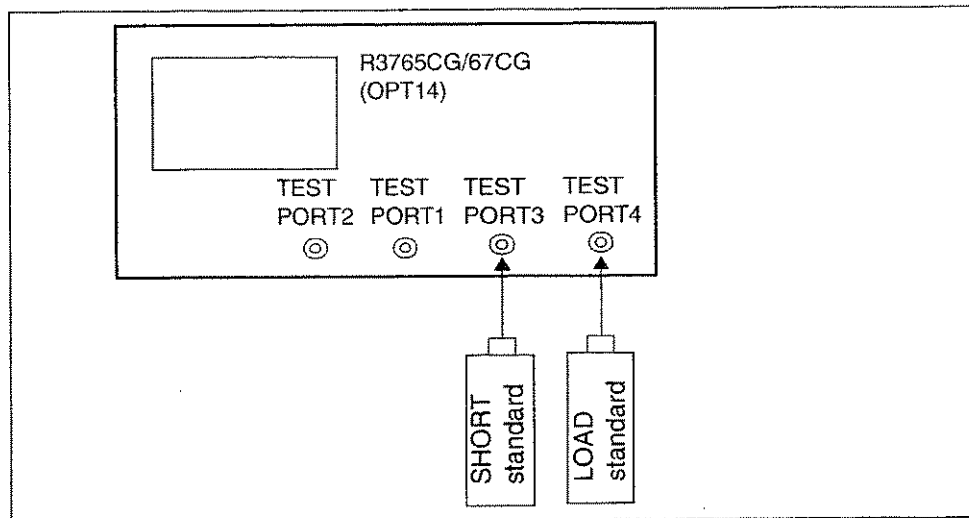 R3765CG/67CG
(OPT14)
TEST TEST TEST TEST
PORT2 PORT1 PORT3 PORT4
SHORT
standard
LOAD
standard